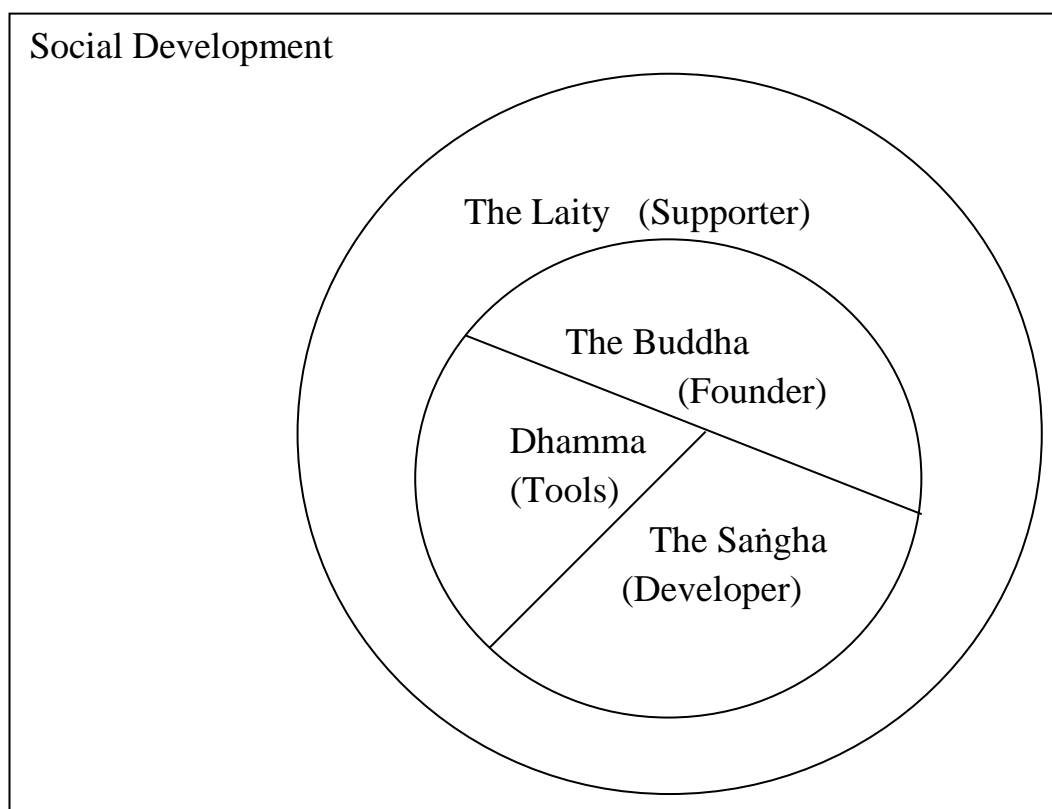 Social Development
The Laity (Supporter)
The Buddha
(Founder)
Dhamma
(Tools)
The Saṅgha
(Developer)